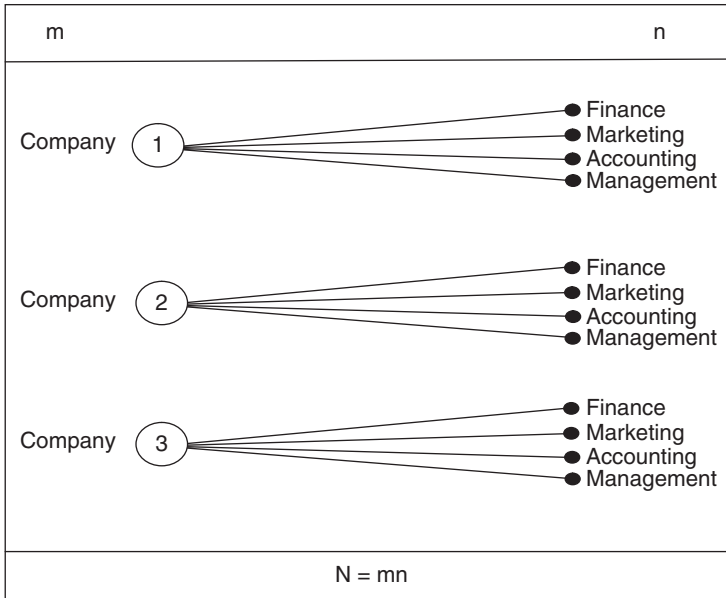 m n
Finance
Marketing
Company 1
Accounting
Management
Finance
Marketing
Company 2
Accounting
Management
Finance
Marketing
Company 3
Accounting
Management
N = mn